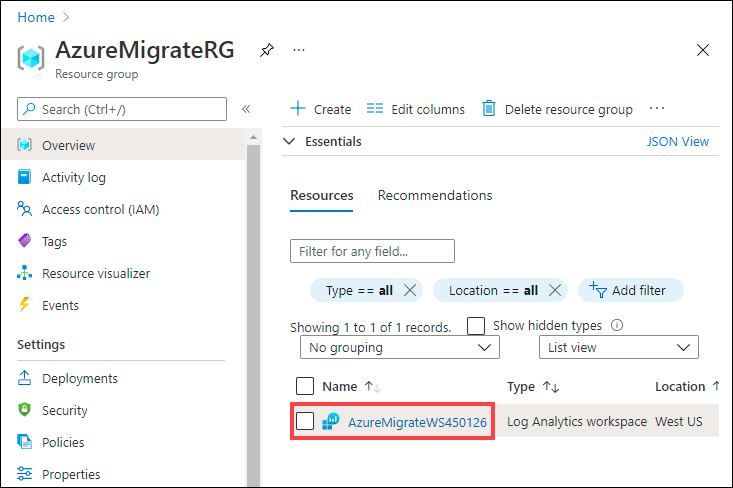 Home
AzureMigrateRG
Resource group
Search (Ctrl+/)
Overview
Activity log
Access control (IAM)
Tags
Resource visualizer
Events
Settings
Deployments
Security
Policies
Properties
Create Edit columns Delete resource group
Essentials JSON View
Resources Recommendations
Filter for any field...
Type == all Location == all Add filter
Showing 1 to 1 of 1 records. Show hidden types
No grouping List view
Name Type Location
AzureMigrateWS450126 Log Analytics workspace West US